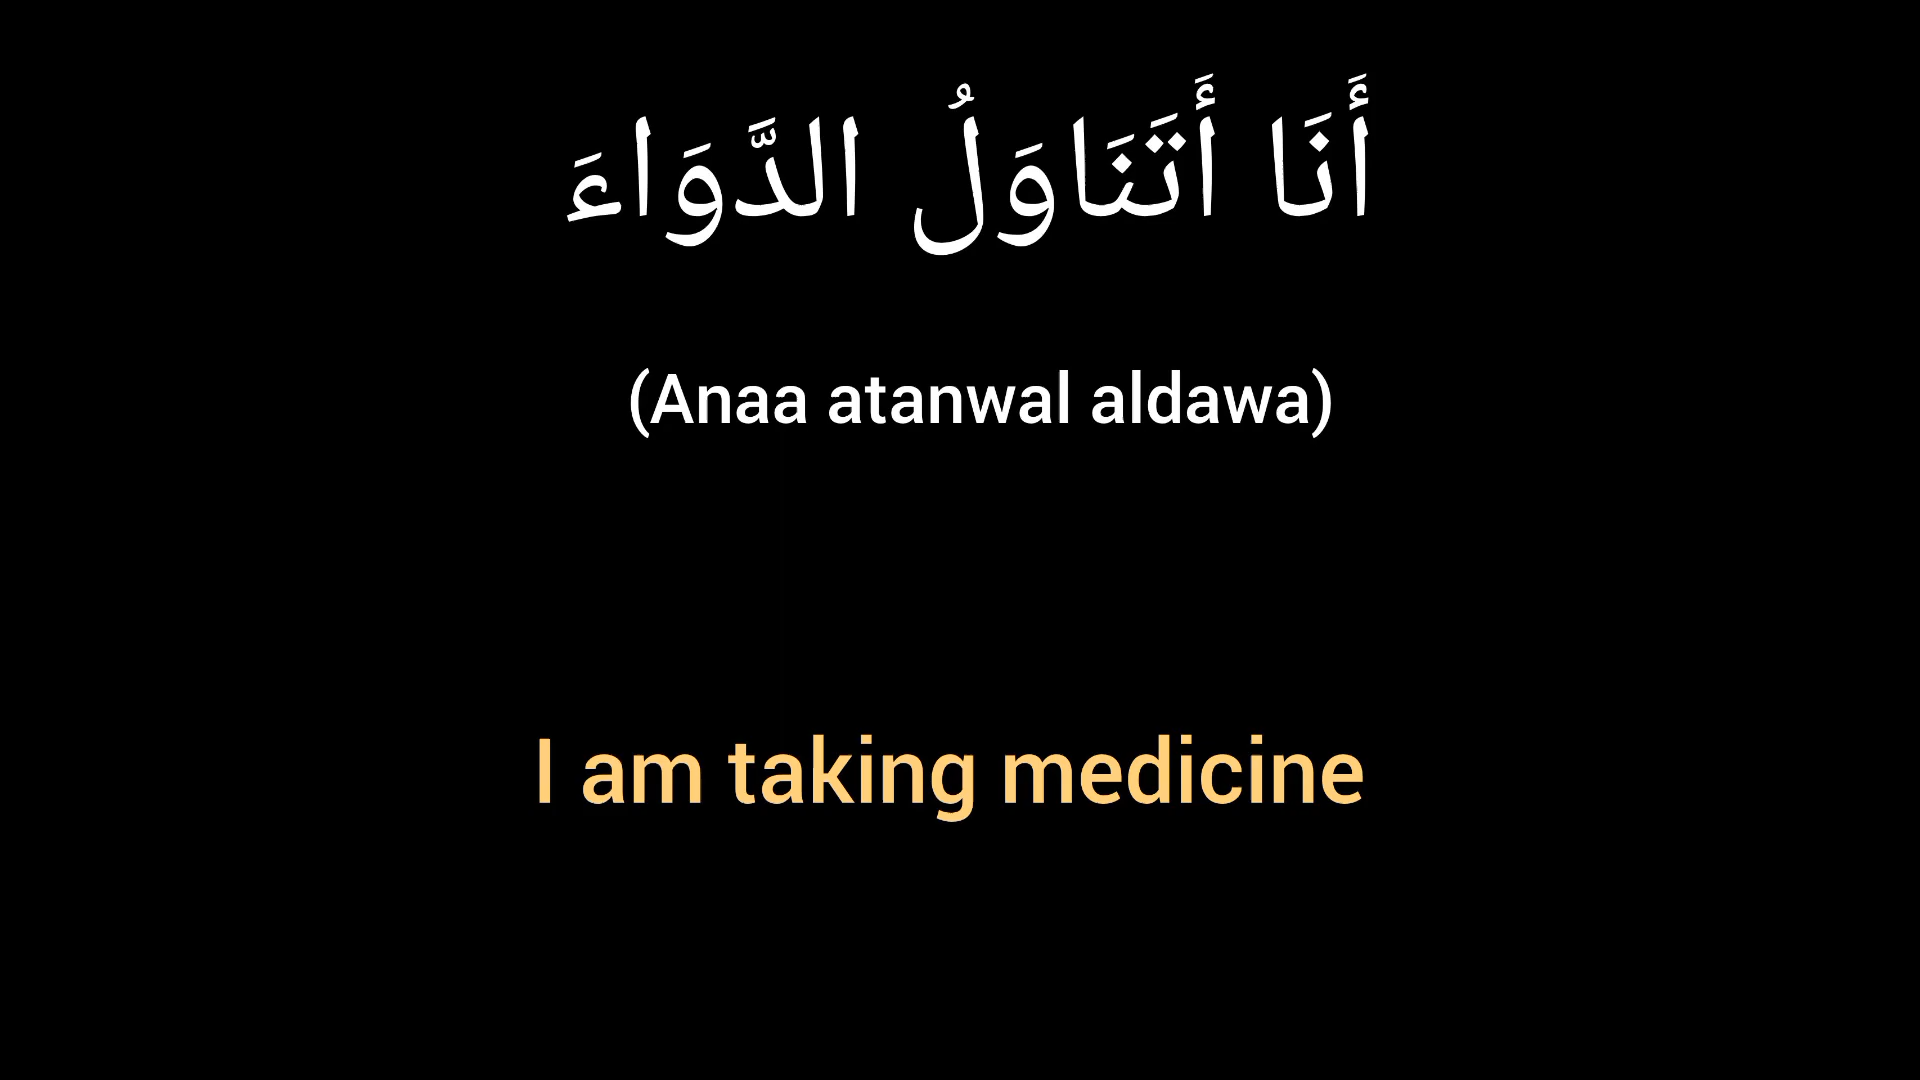 أَنَا أَتَنَاوَلُ الدَّوَاءَ
(Anaa atanwal aldawa)
I am taking medicine